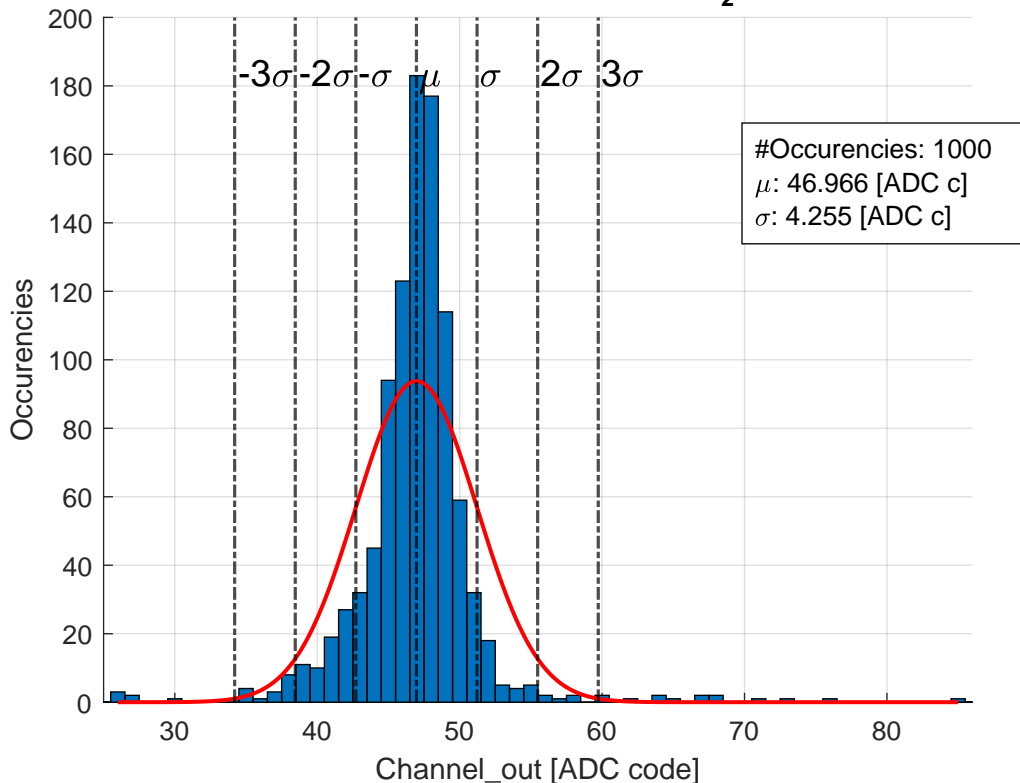 2
200
180
160
140
120
100
80
60
40
20
0
-3σ -2σ -σ μ σ 2σ 3σ
#Occurencies: 1000
μ: 46.966 [ADC c]
σ: 4.255 [ADC c]
Occurencies
30 40 50 60 70 80
Channel_out [ADC code]